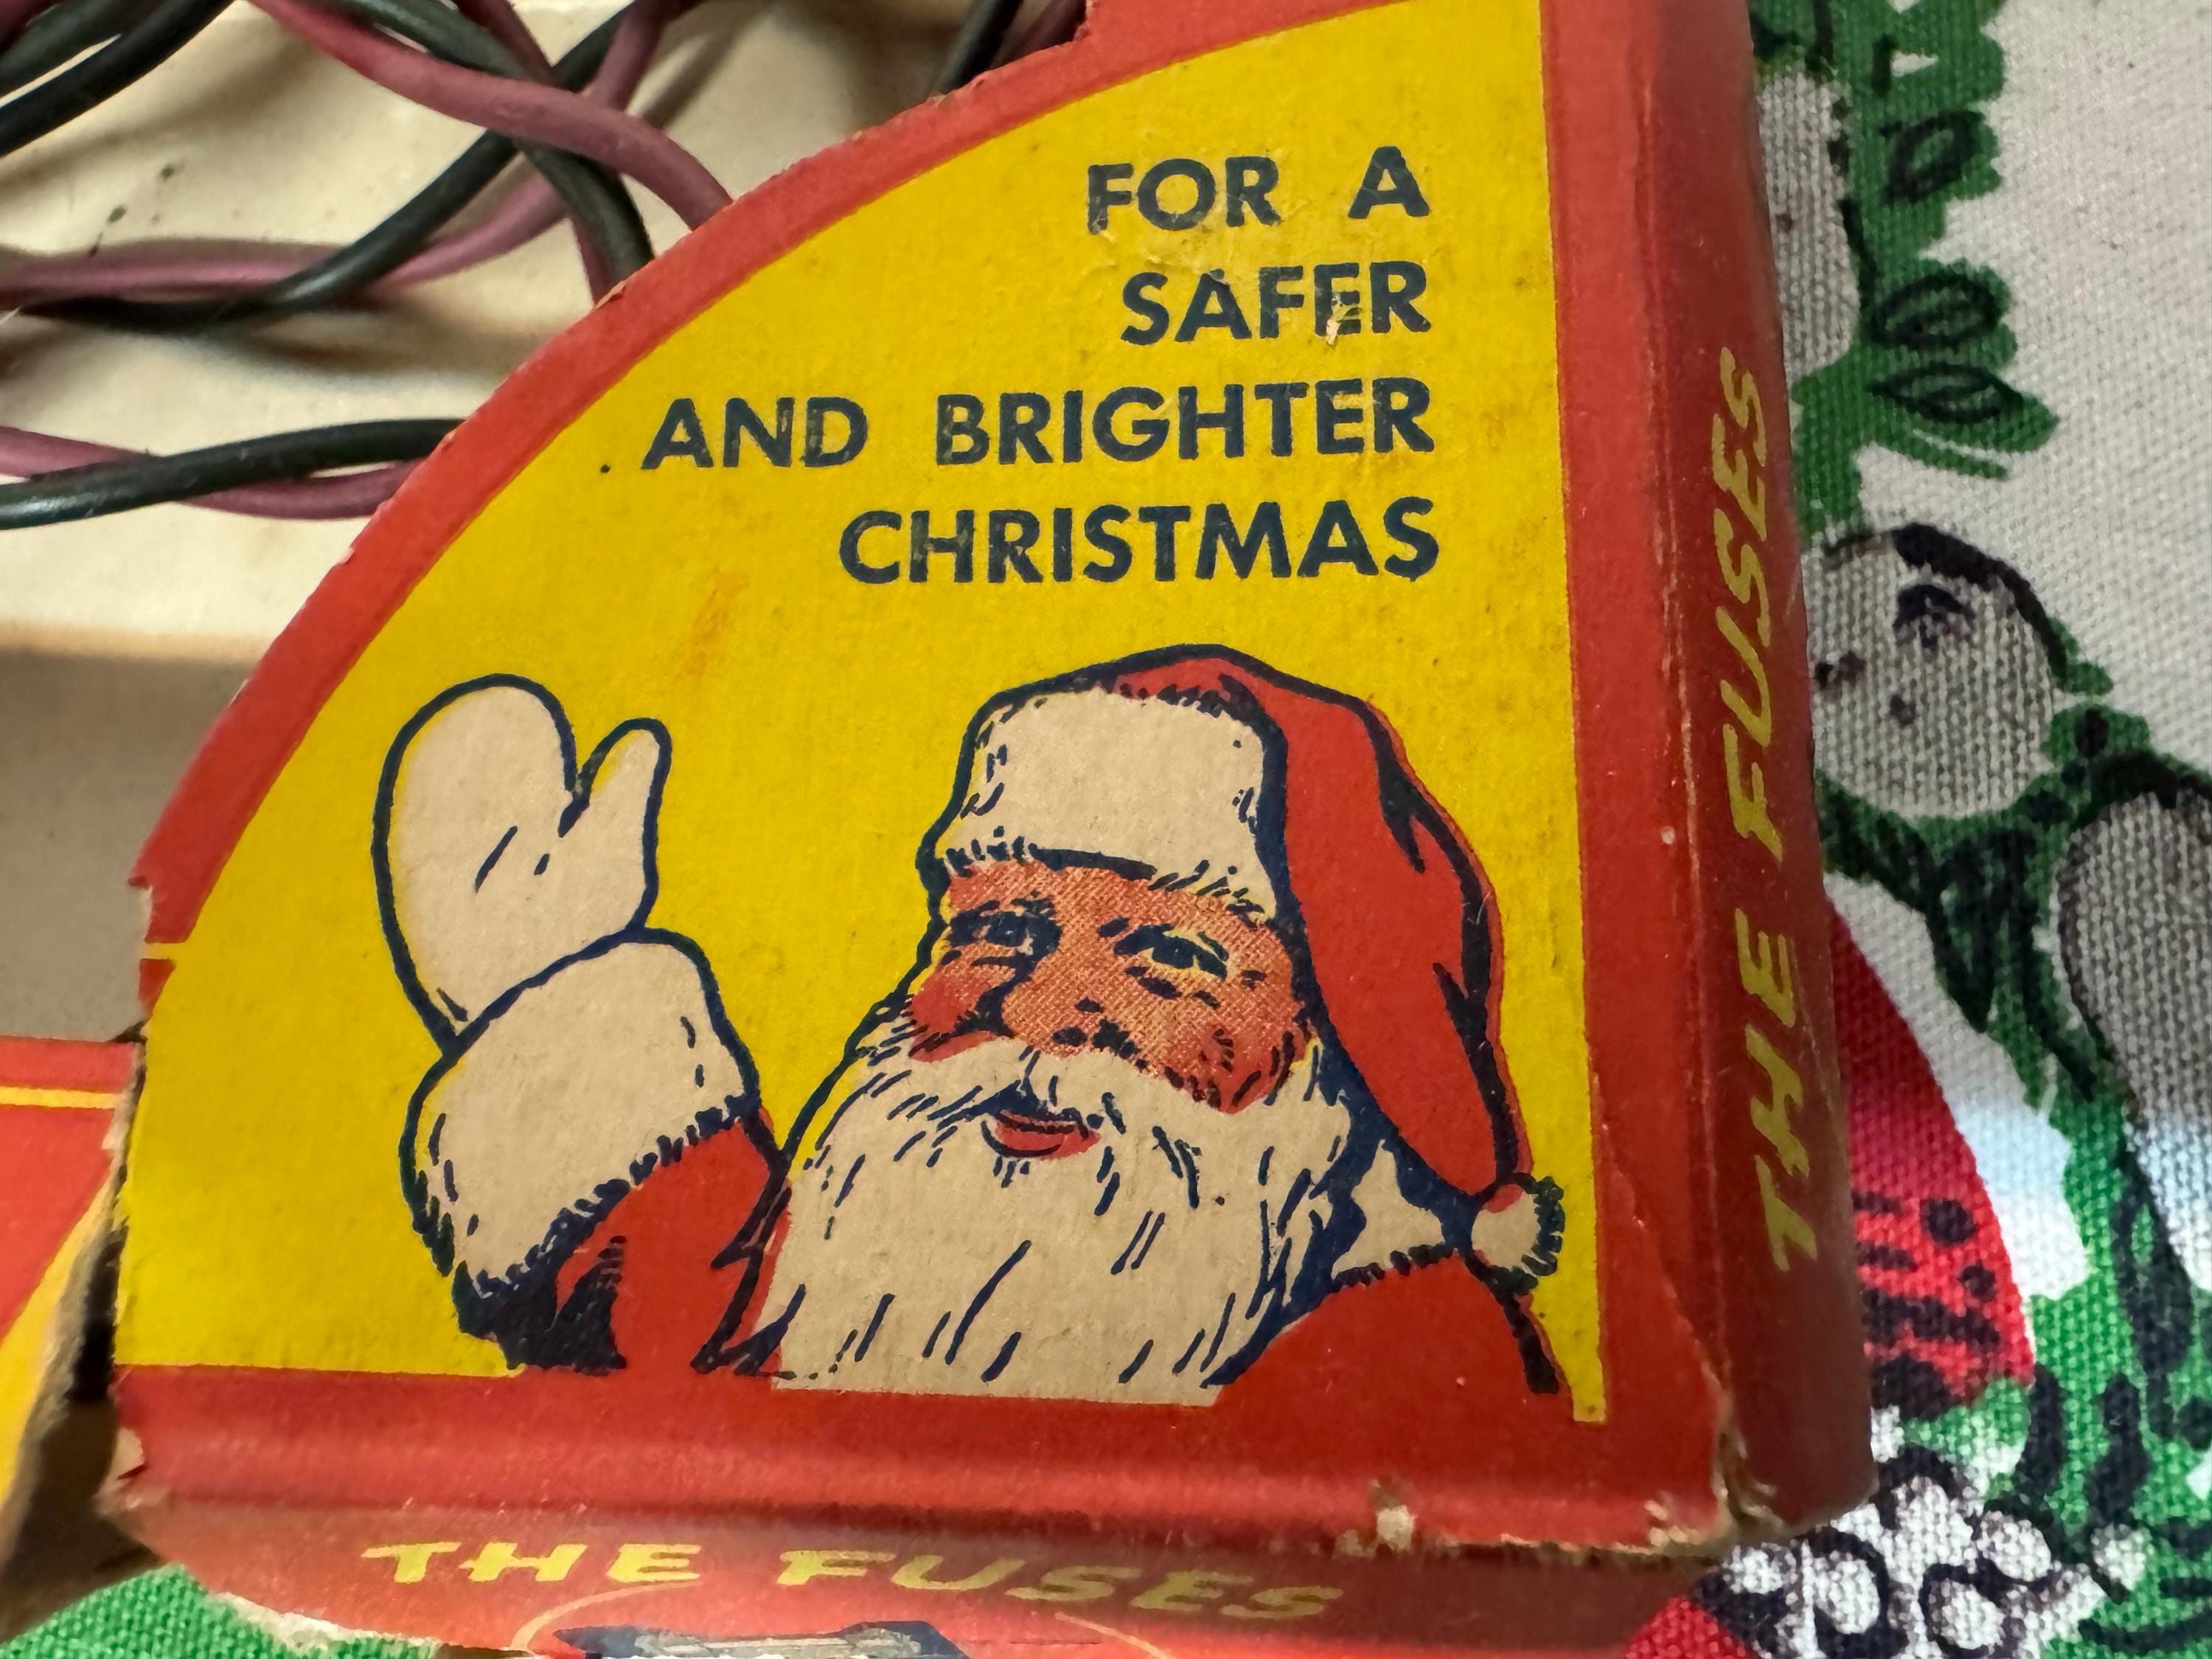 FOR A
SAFER
AND BRIGHTER
CHRISTMAS
THE FUSES
THE FUSES